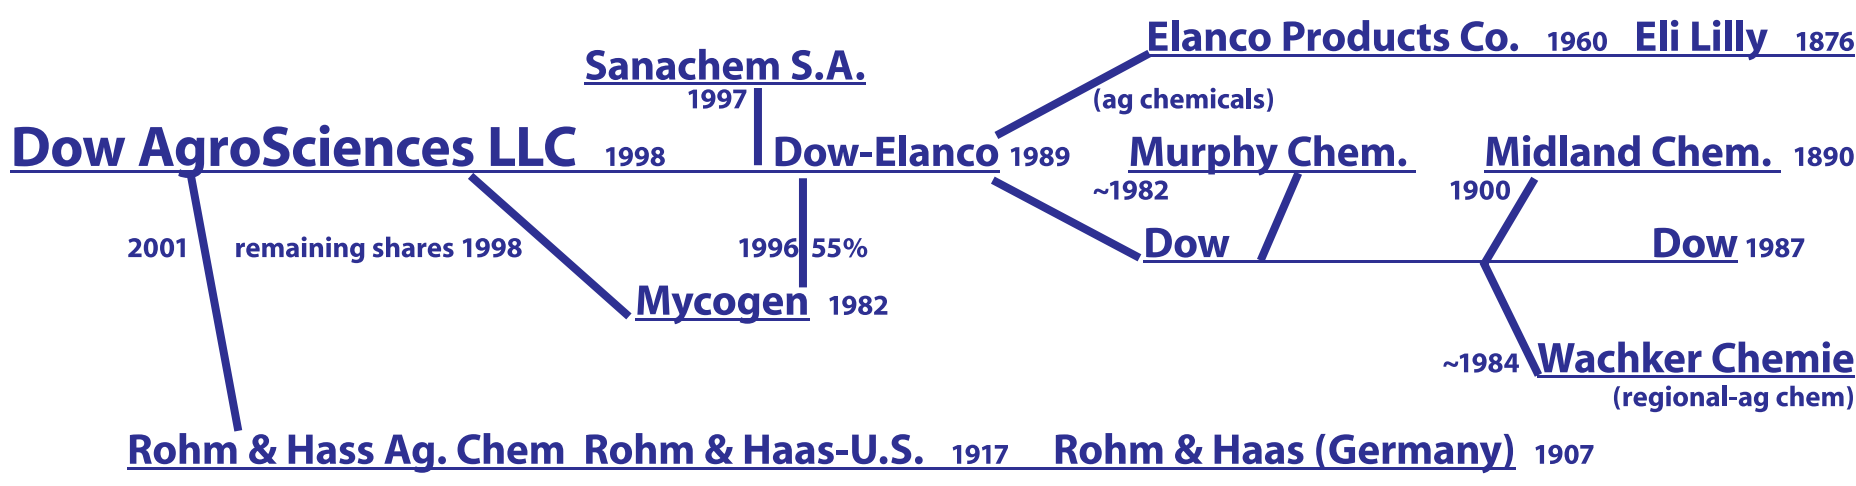 Elanco Products Co. 1960 Eli Lilly 1876
Sanachem S.A.
1997
(ag chemicals)
Dow AgroSciences LLC 1998 Dow-Elanco 1989 Murphy Chem. Midland Chem. 1890
~1982 1900
2001 remaining shares 1998 1996 55% Dow Dow 1987
Mycogen 1982
~1984 Wachker Chemie
(regional-ag chem)
Rohm & Hass Ag. Chem Rohm & Haas-U.S. 1917 Rohm & Haas (Germany) 1907